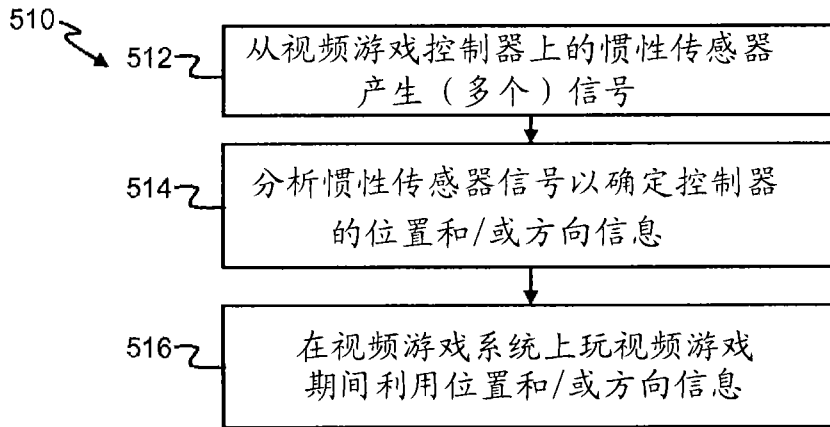 510
512
从视频游戏控制器上的惯性传感器
产生（多个）信号
514
分析惯性传感器信号以确定控制器
的位置和/或方向信息
516
在视频游戏系统上玩视频游戏
期间利用位置和/或方向信息